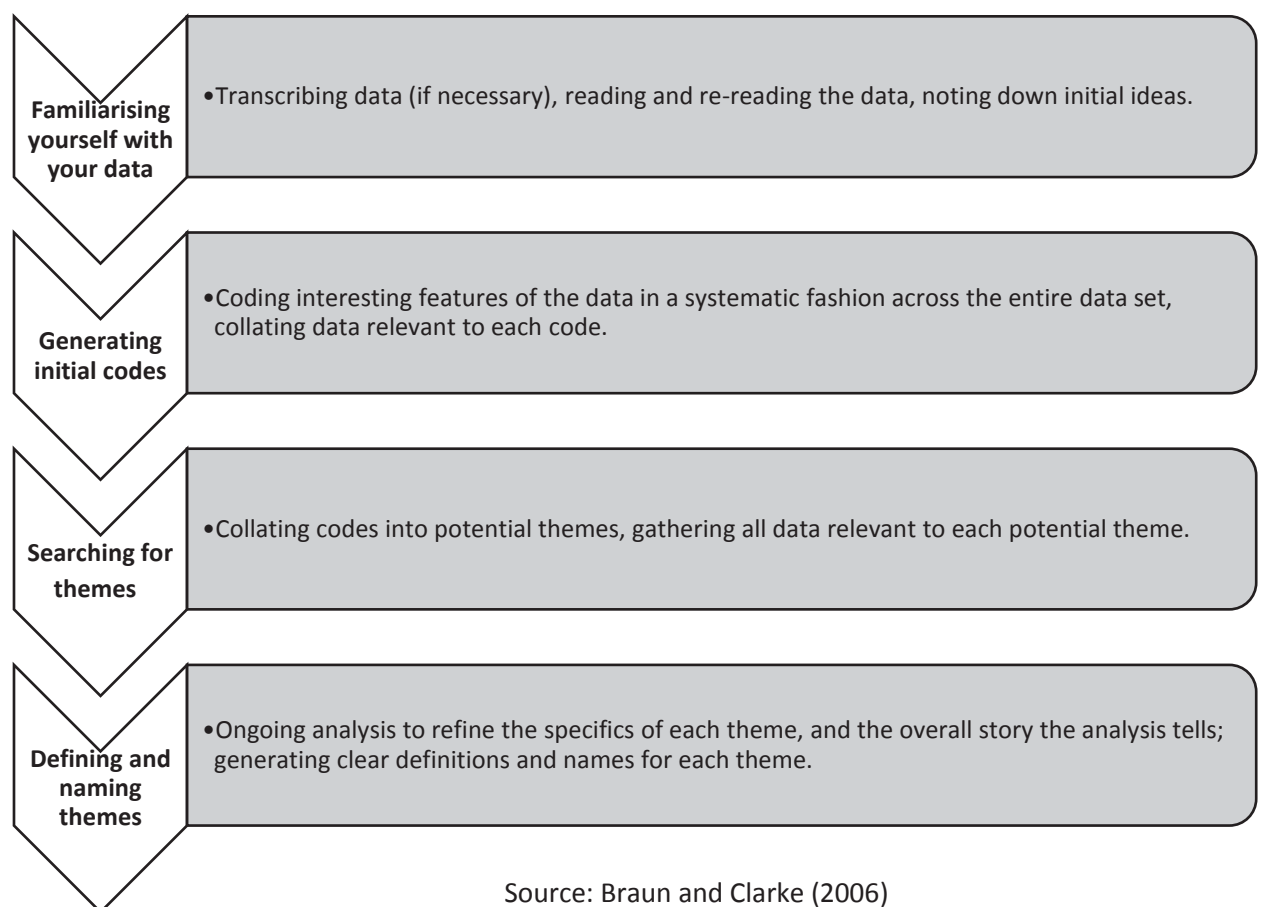 Familiarising
yourself with
your data
•Transcribing data (if necessary), reading and re-reading the data, noting down initial ideas.
Generating
initial codes
•Coding interesting features of the data in a systematic fashion across the entire data set,
collating data relevant to each code.
Searching for
themes
•Collating codes into potential themes, gathering all data relevant to each potential theme.
Defining and
naming
themes
•Ongoing analysis to refine the specifics of each theme, and the overall story the analysis tells;
generating clear definitions and names for each theme.
Source: Braun and Clarke (2006)